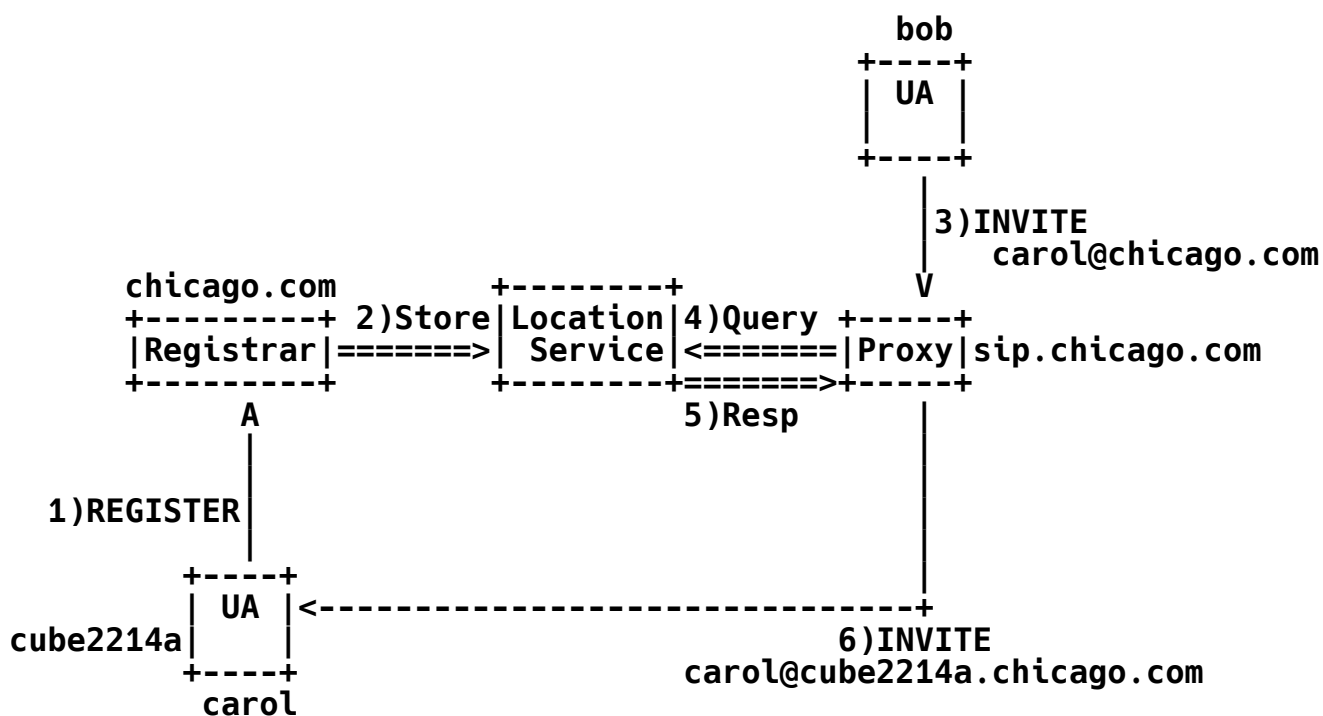 bob
+----+
| UA |
|    |
+----+
|
|3)INVITE
| carol@chicago.com
chicago.com +--------+ V
+---------+ 2)Store|Location|4)Query +-----+
|Registrar|=======>| Service|<=======|Proxy|sip.chicago.com
+---------+ +--------+=======>+-----+
A 5)Resp |
| |
| |
1)REGISTER| |
| |
+----+ |
| UA |<-------------------------------+
cube2214a| | 6)INVITE
+----+ carol@cube2214a.chicago.com
carol